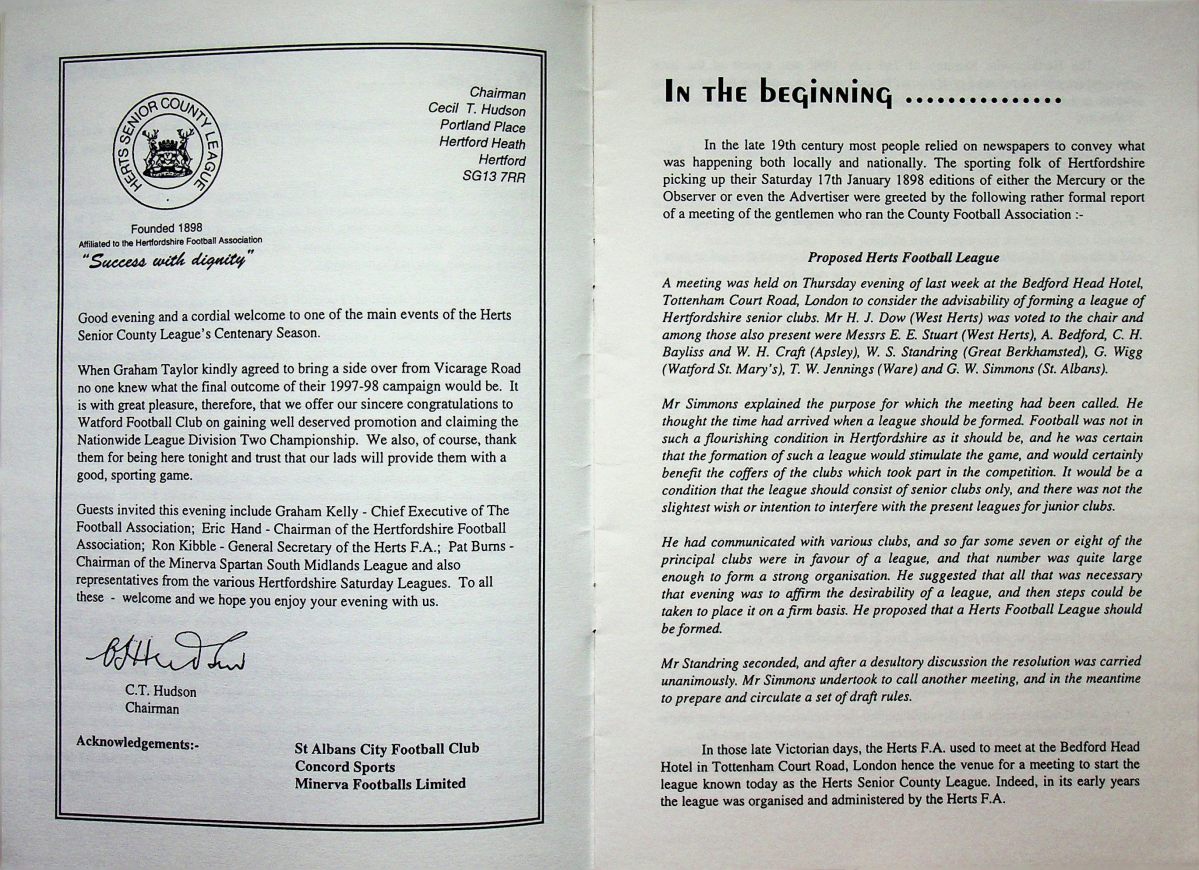 HERTS SENIOR COUNTY LEAGUE
Founded 1898
Affiliated to the Hertfordshire Football Association
"Success with dignity"
Chairman
Cecil T. Hudson
Portland Place
Hertford Heath
Hertford
SG13 7RR
Good evening and a cordial welcome to one of the main events of the Herts
Senior County League's Centenary Season.
When Graham Taylor kindly agreed to bring a side over from Vicarage Road
no one knew what the final outcome of their 1997-98 campaign would be. It
is with great pleasure, therefore, that we offer our sincere congratulations to
Watford Football Club on gaining well deserved promotion and claiming the
Nationwide League Division Two Championship. We also, of course, thank
them for being here tonight and trust that our lads will provide them with a
good, sporting game.
Guests invited this evening include Graham Kelly - Chief Executive of The
Football Association; Eric Hand - Chairman of the Hertfordshire Football
Association; Ron Kibble - General Secretary of the Herts F.A.; Pat Burns -
Chairman of the Minerva Spartan South Midlands League and also
representatives from the various Hertfordshire Saturday Leagues. To all
these - welcome and we hope you enjoy your evening with us.
C.T. Hudson
Chairman
Acknowledgements:-
St Albans City Football Club
Concord Sports
Minerva Footballs Limited
In the beginning ...............
In the late 19th century most people relied on newspapers to convey what
was happening both locally and nationally. The sporting folk of Hertfordshire
picking up their Saturday 17th January 1898 editions of either the Mercury or the
Observer or even the Advertiser were greeted by the following rather formal report
of a meeting of the gentlemen who ran the County Football Association :-
Proposed Herts Football League
A meeting was held on Thursday evening of last week at the Bedford Head Hotel,
Tottenham Court Road, London to consider the advisability of forming a league of
Hertfordshire senior clubs. Mr H. J. Dow (West Herts) was voted to the chair and
among those also present were Messrs E. E. Stuart (West Herts), A. Bedford, C. H.
Bayliss and W. H. Craft (Apsley), W. S. Standring (Great Berkhamsted), G. Wigg
(Watford St. Mary's), T. W. Jennings (Ware) and G. W. Simmons (St. Albans).
Mr Simmons explained the purpose for which the meeting had been called. He
thought the time had arrived when a league should be formed. Football was not in
such a flourishing condition in Hertfordshire as it should be, and he was certain
that the formation of such a league would stimulate the game, and would certainly
benefit the coffers of the clubs which took part in the competition. It would be a
condition that the league should consist of senior clubs only, and there was not the
slightest wish or intention to interfere with the present leagues for junior clubs.
He had communicated with various clubs, and so far some seven or eight of the
principal clubs were in favour of a league, and that number was quite large
enough to form a strong organisation. He suggested that all that was necessary
that evening was to affirm the desirability of a league, and then steps could be
taken to place it on a firm basis. He proposed that a Herts Football League should
be formed.
Mr Standring seconded, and after a desultory discussion the resolution was carried
unanimously. Mr Simmons undertook to call another meeting, and in the meantime
to prepare and circulate a set of draft rules.
In those late Victorian days, the Herts F.A. used to meet at the Bedford Head
Hotel in Tottenham Court Road, London hence the venue for a meeting to start the
league known today as the Herts Senior County League. Indeed, in its early years
the league was organised and administered by the Herts F.A.